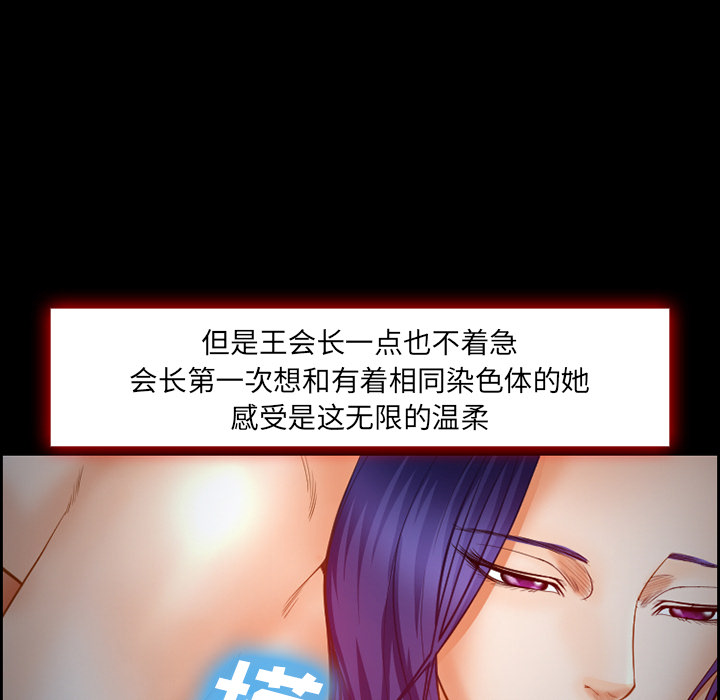 但是王会长一点也不着急
会长第一次想和有着相同染色体的她
感受是这无限的温柔